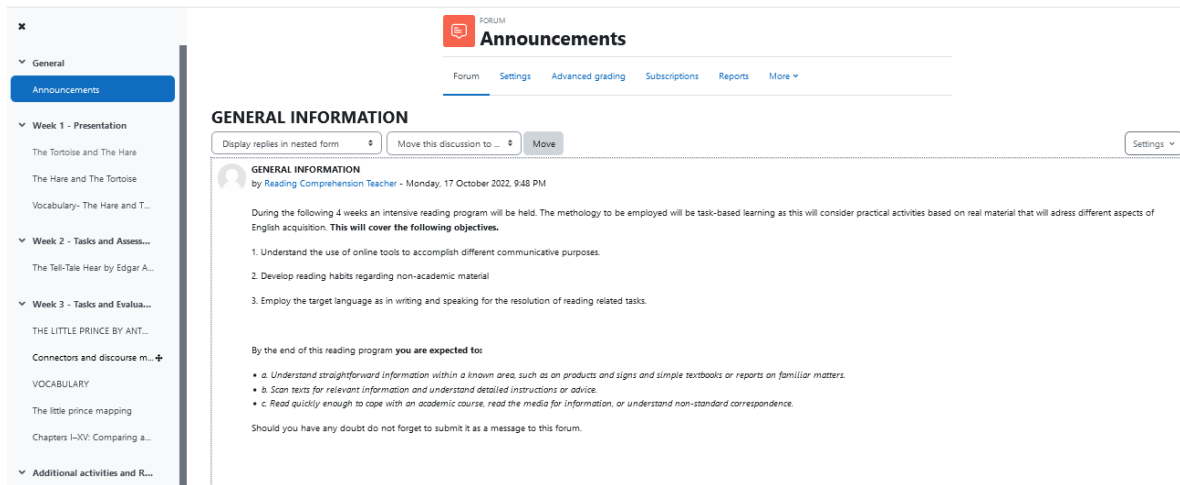 ✖
FORUM
Announcements
General
Announcements
Week 1 - Presentation
The Tortoise and The Hare
The Hare and The Tortoise
Vocabulary- The Hare and T...
Week 2 - Tasks and Assess...
The Tell-Tale Hear by Edgar A...
Week 3 - Tasks and Evalua...
THE LITTLE PRINCE BY ANT...
Connectors and discourse m...
VOCABULARY
The little prince mapping
Chapters I–XV: Comparing a...
Additional activities and R...
Forum Settings Advanced grading Subscriptions Reports More
GENERAL INFORMATION
Display replies in nested form Move this discussion to ... Move Settings
GENERAL INFORMATION
by Reading Comprehension Teacher - Monday, 17 October 2022, 9:48 PM
During the following 4 weeks an intensive reading program will be held. The methology to be employed will be task-based learning as this will consider practical activities based on real material that will adress different aspects of
English acquisition. This will cover the following objectives.
1. Understand the use of online tools to accomplish different communicative purposes.
2. Develop reading habits regarding non-academic material
3. Employ the target language as in writing and speaking for the resolution of reading related tasks.
By the end of this reading program you are expected to:
• a. Understand straightforward information within a known area, such as on products and signs and simple textbooks or reports on familiar matters.
• b. Scan texts for relevant information and understand detailed instructions or advice.
• c. Read quickly enough to cope with an academic course, read the media for information, or understand non-standard correspondence.
Should you have any doubt do not forget to submit it as a message to this forum.